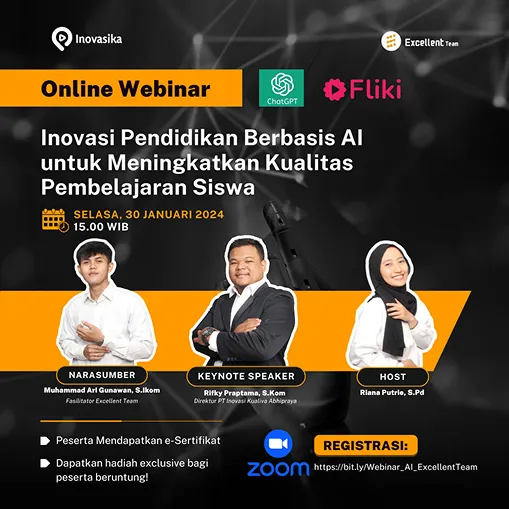 Inovasika
Excellent Team
Online Webinar
ChatGPT
Fliki
Inovasi Pendidikan Berbasis AI
untuk Meningkatkan Kualitas
Pembelajaran Siswa
SELASA, 30 JANUARI 2024
15.00 WIB
NARASUMBER
Muhammad Ari Gunawan, S.Ikom
Fasilitator Excellent Team
KEYNOTE SPEAKER
Rifky Praptama, S.Kom
Direktur PT Inovasi Kualiva Abhipraya
HOST
Riana Putrie, S.Pd
Peserta Mendapatkan e-Sertifikat
Dapatkan hadiah exclusive bagi
peserta beruntung!
zoom
REGISTRASI:
https://bit.ly/Webinar_AI_ExcellentTeam